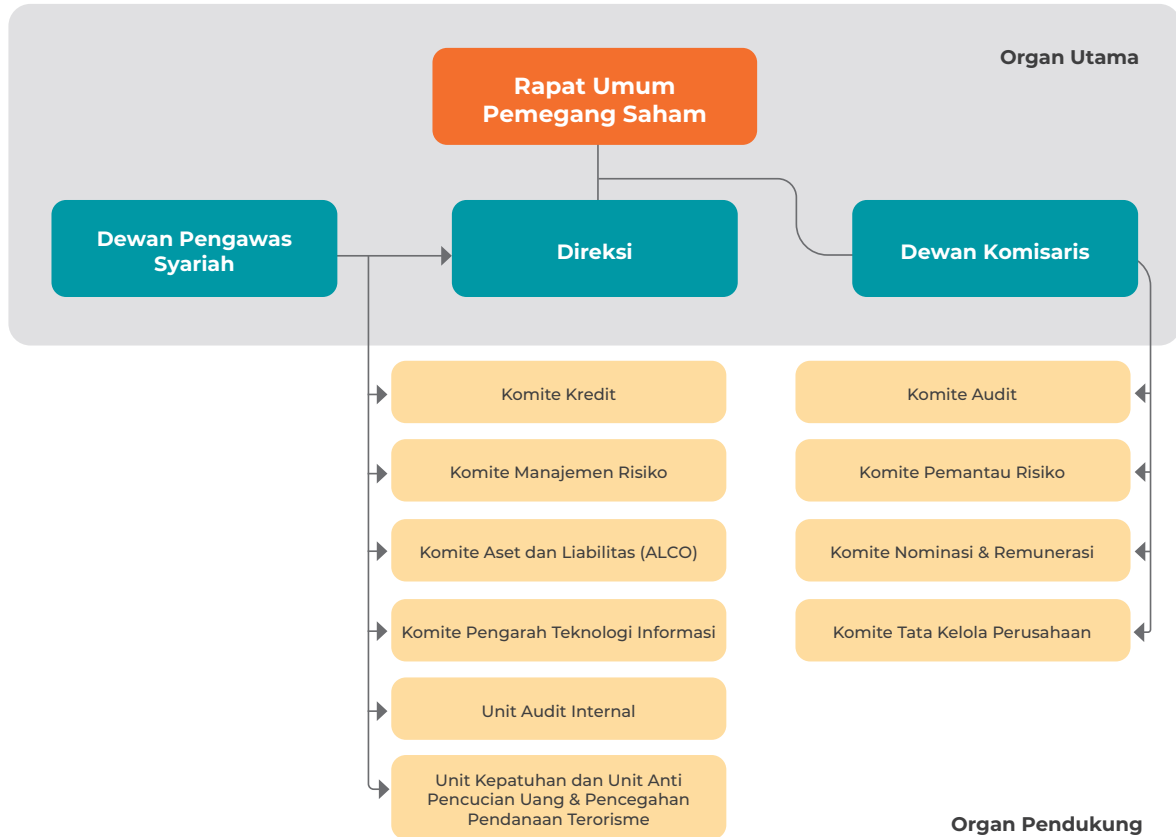 Organ Utama
Rapat Umum
Pemegang Saham
Dewan Pengawas
Syariah
Direksi
Dewan Komisaris
Komite Kredit
Komite Audit
Komite Manajemen Risiko
Komite Pemantau Risiko
Komite Aset dan Liabilitas (ALCO)
Komite Nominasi & Remunerasi
Komite Pengarah Teknologi Informasi
Komite Tata Kelola Perusahaan
Unit Audit Internal
Unit Kepatuhan dan Unit Anti
Pencucian Uang & Pencegahan
Pendanaan Terorisme
Organ Pendukung